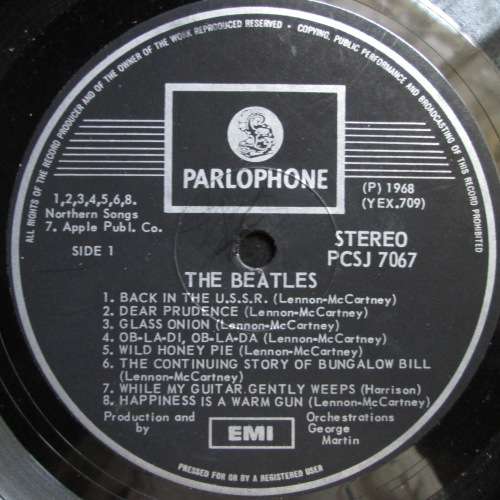 ALL RIGHTS OF THE RECORD PRODUCER AND OF THE OWNER OF THE WORK REPRODUCED RESERVED • COPYING, PUBLIC PERFORMANCE AND BROADCASTING OF THIS RECORD PROHIBITED
£
PARLOPHONE
1,2,3,4,5,6,8.
Northern Songs
7. Apple Publ. Co.
SIDE 1
(P) 1968
(YEX.709)
STEREO
PCSJ 7067
THE BEATLES
1. BACK IN THE U.S.S.R. (Lennon-McCartney)
2. DEAR PRUDENCE (Lennon-McCartney)
3. GLASS ONION (Lennon-McCartney)
4. OB-LA-DI, OB-LA-DA (Lennon-McCartney)
5. WILD HONEY PIE (Lennon-McCartney)
6. THE CONTINUING STORY OF BUNGALOW BILL
(Lennon-McCartney)
7. WHILE MY GUITAR GENTLY WEEPS (Harrison)
8. HAPPINESS IS A WARM GUN (Lennon-McCartney)
Production and
by
EMI
Orchestrations
George
Martin
PRESSED FOR OR BY A REGISTERED USER